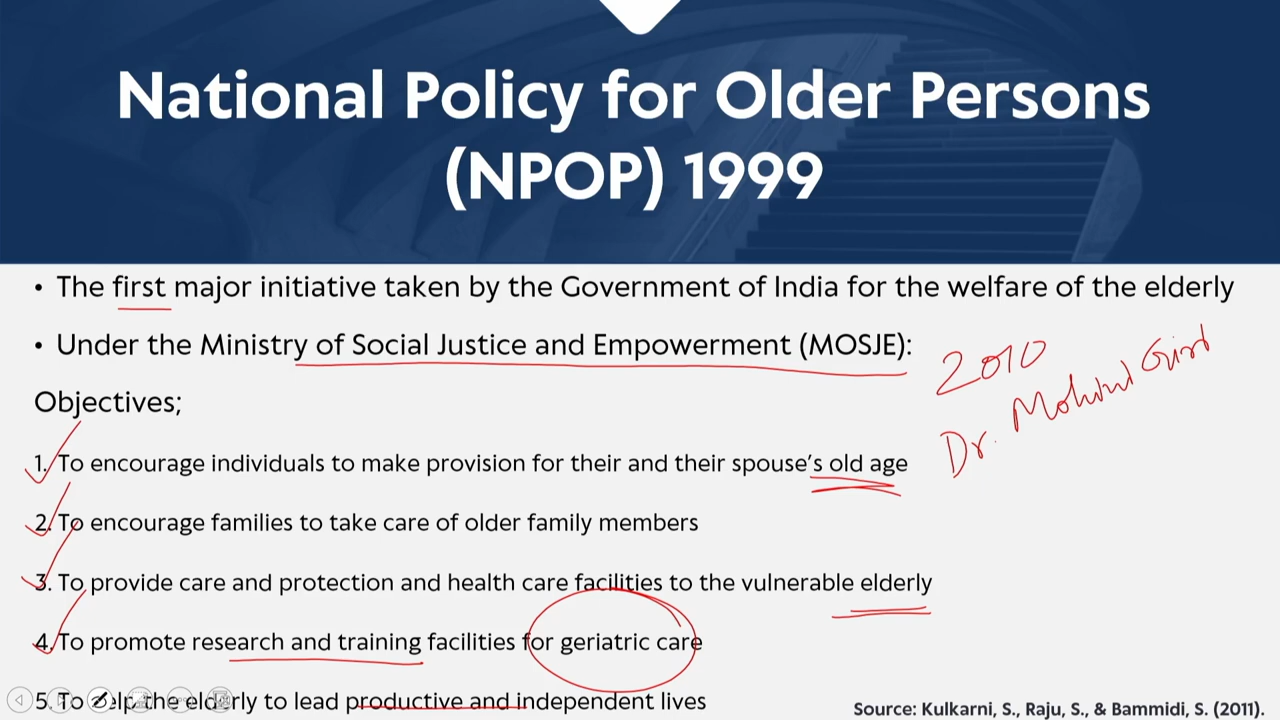 National Policy for Older Persons
(NPOP) 1999
• The first major initiative taken by the Government of India for the welfare of the elderly
• Under the Ministry of Social Justice and Empowerment (MOSJE):
2010
Dr. Mohini Giri
Objectives;
1. To encourage individuals to make provision for their and their spouse's old age
2. To encourage families to take care of older family members
3. To provide care and protection and health care facilities to the vulnerable elderly
4. To promote research and training facilities for geriatric care
5. To help the elderly to lead productive and independent lives
Source: Kulkarni, S., Raju, S., & Bammidi, S. (2011).